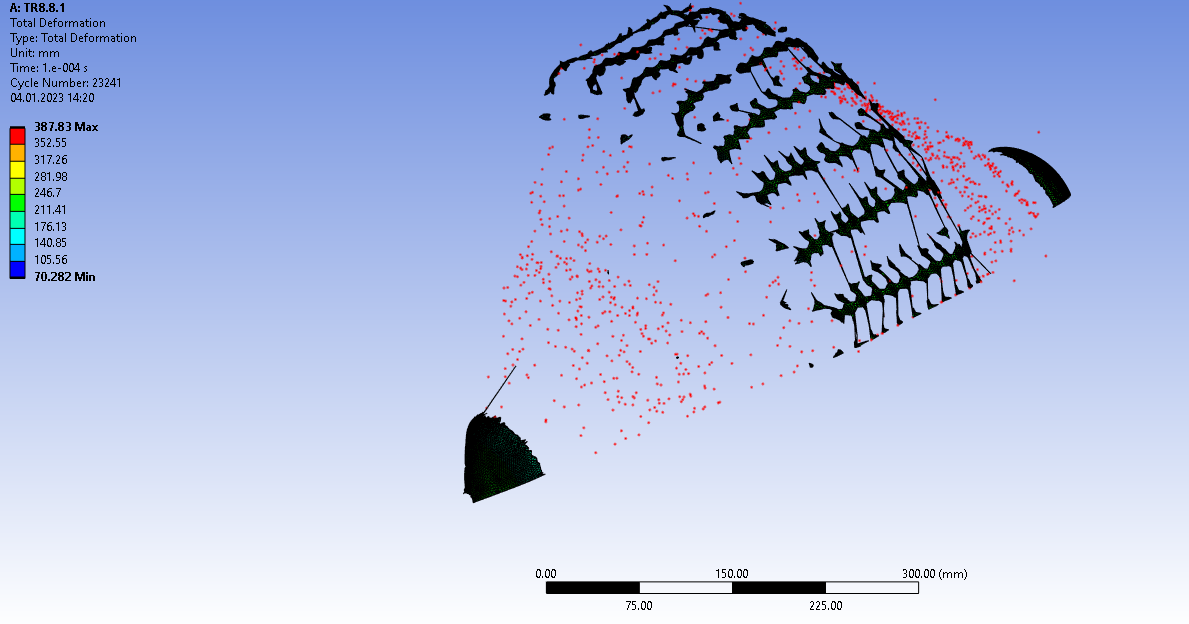 A: TR8.8.1
Total Deformation
Type: Total Deformation
Unit: mm
Time: 1.e-004 s
Cycle Number: 23241
04.01.2023 14:20
387.83 Max
352.55
317.26
281.98
246.7
211.41
176.13
140.85
105.56
70.282 Min
0.00 150.00 300.00 (mm)
75.00 225.00